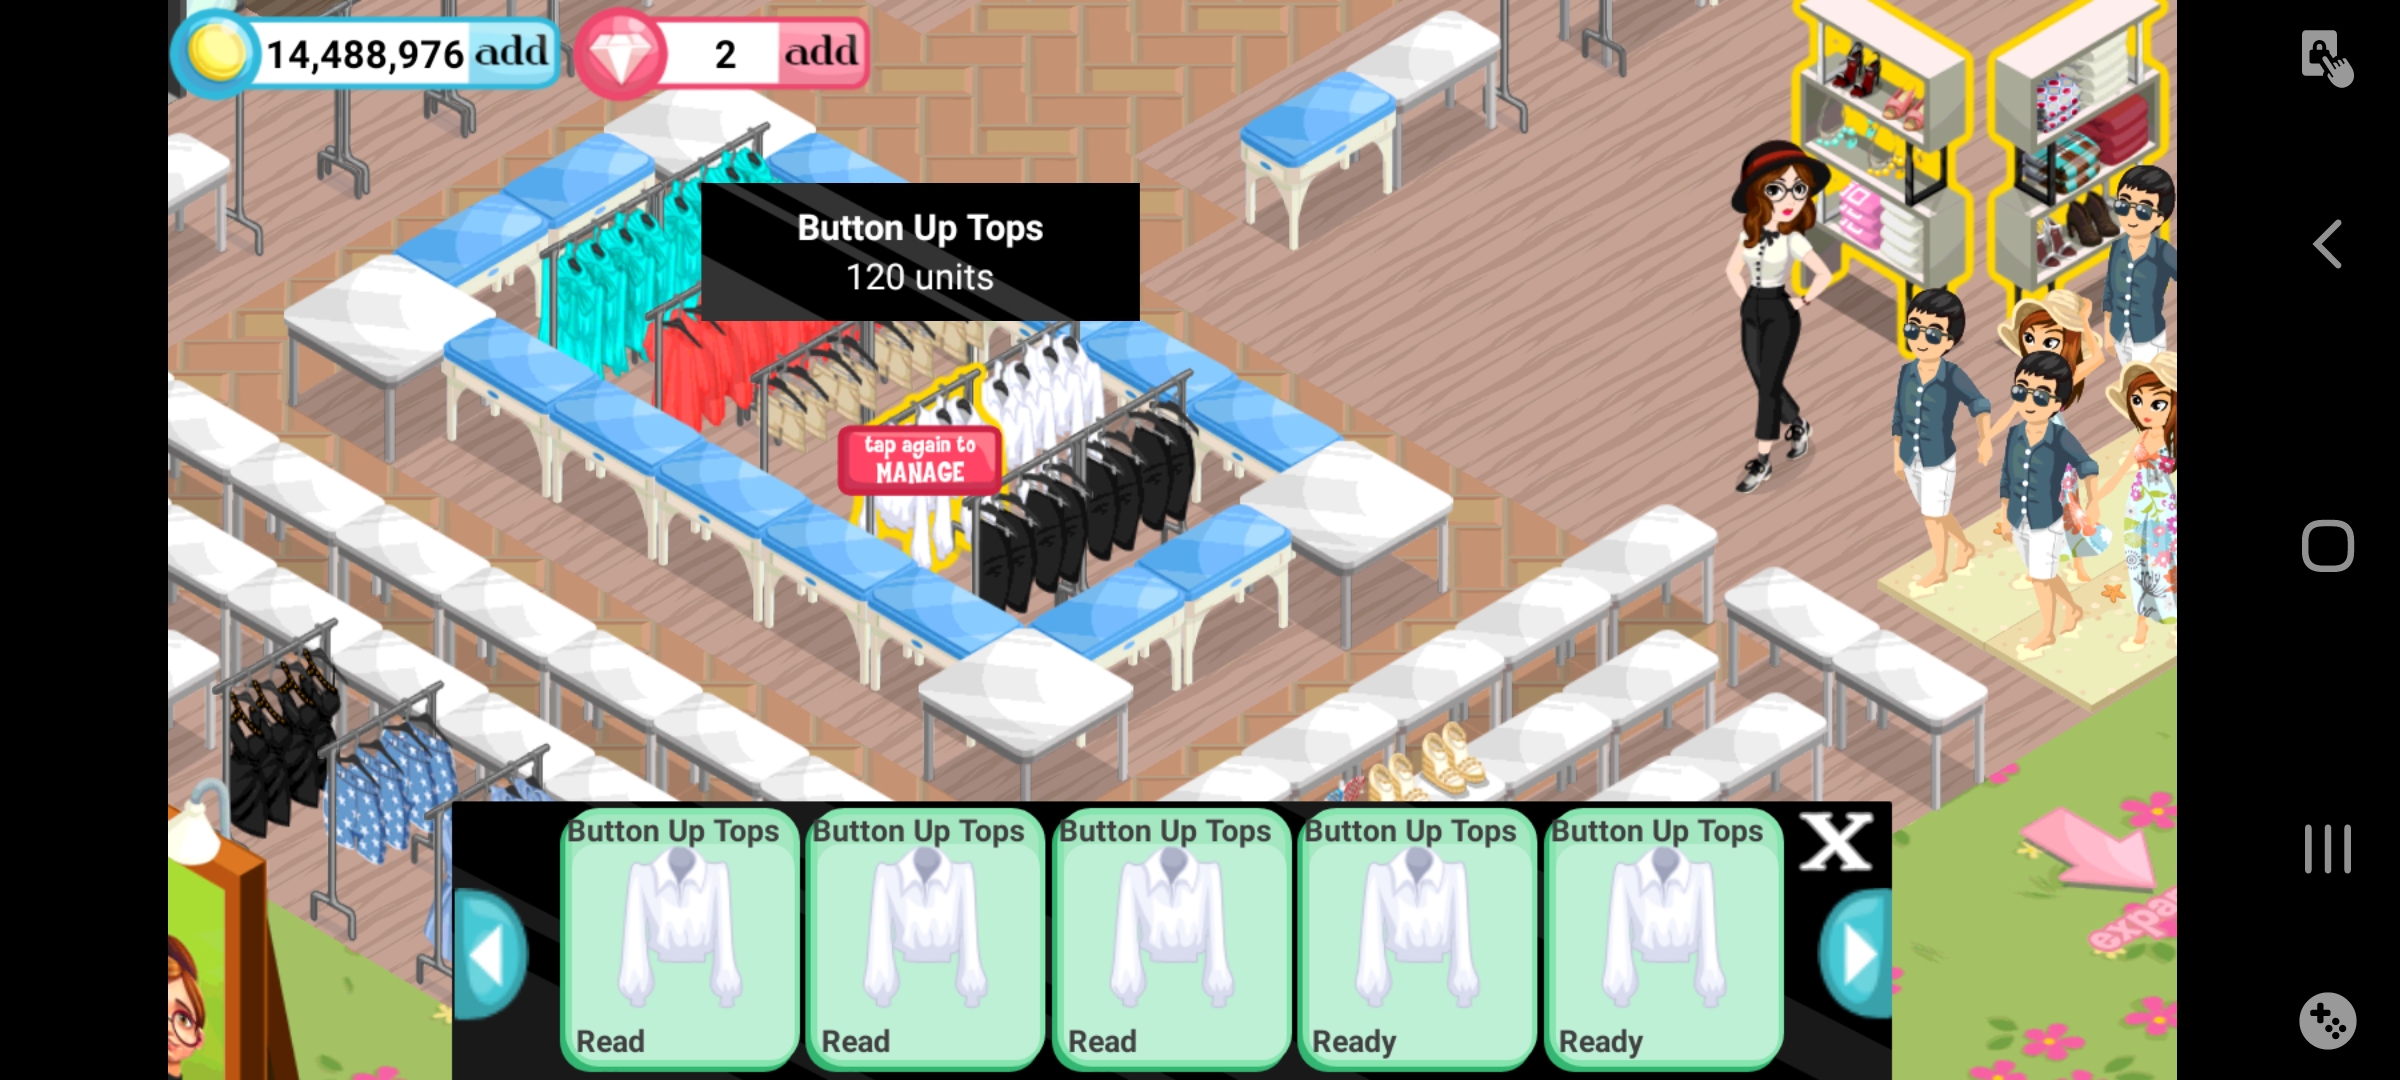 14,488,976 add
2 add
Button Up Tops
120 units
tap again to
MANAGE
Button Up Tops
Read
Button Up Tops
Read
Button Up Tops
Read
Button Up Tops
Ready
Button Up Tops
Ready
X